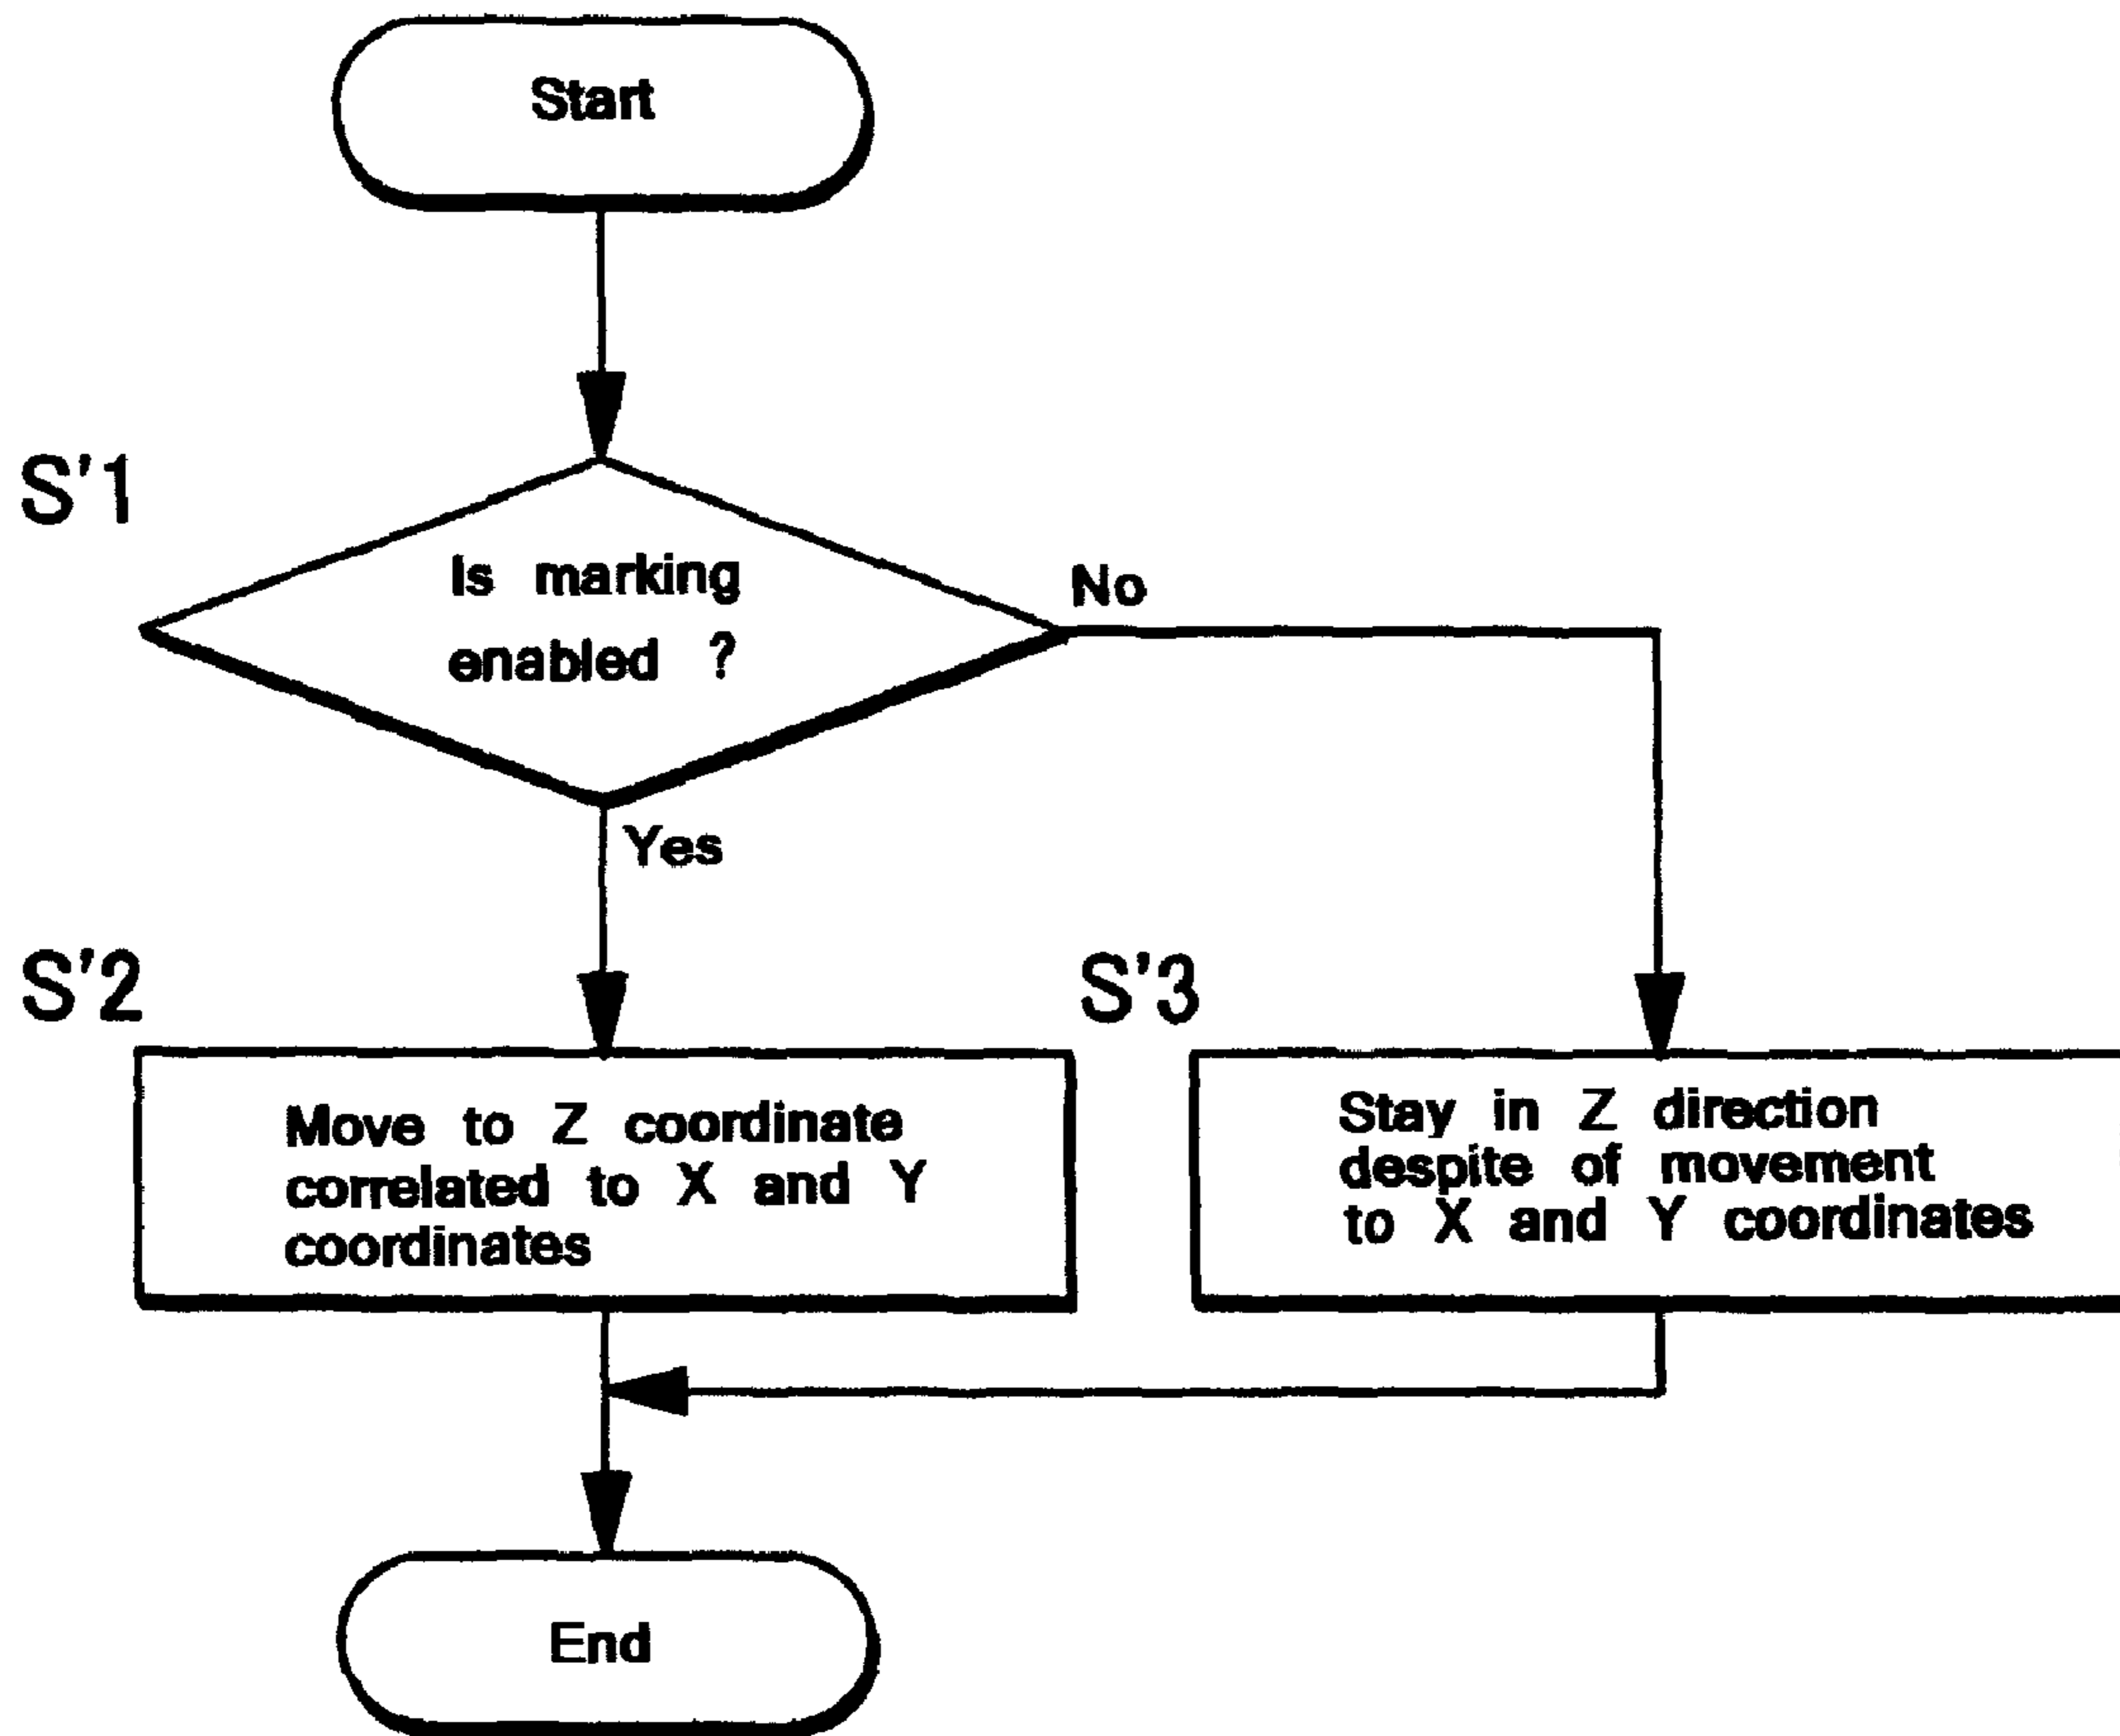 Start
S'1
Is marking
enabled ?
No
Yes
S'2
Move to Z coordinate
correlated to X and Y
coordinates
S'3
Stay in Z direction
despite of movement
to X and Y coordinates
End